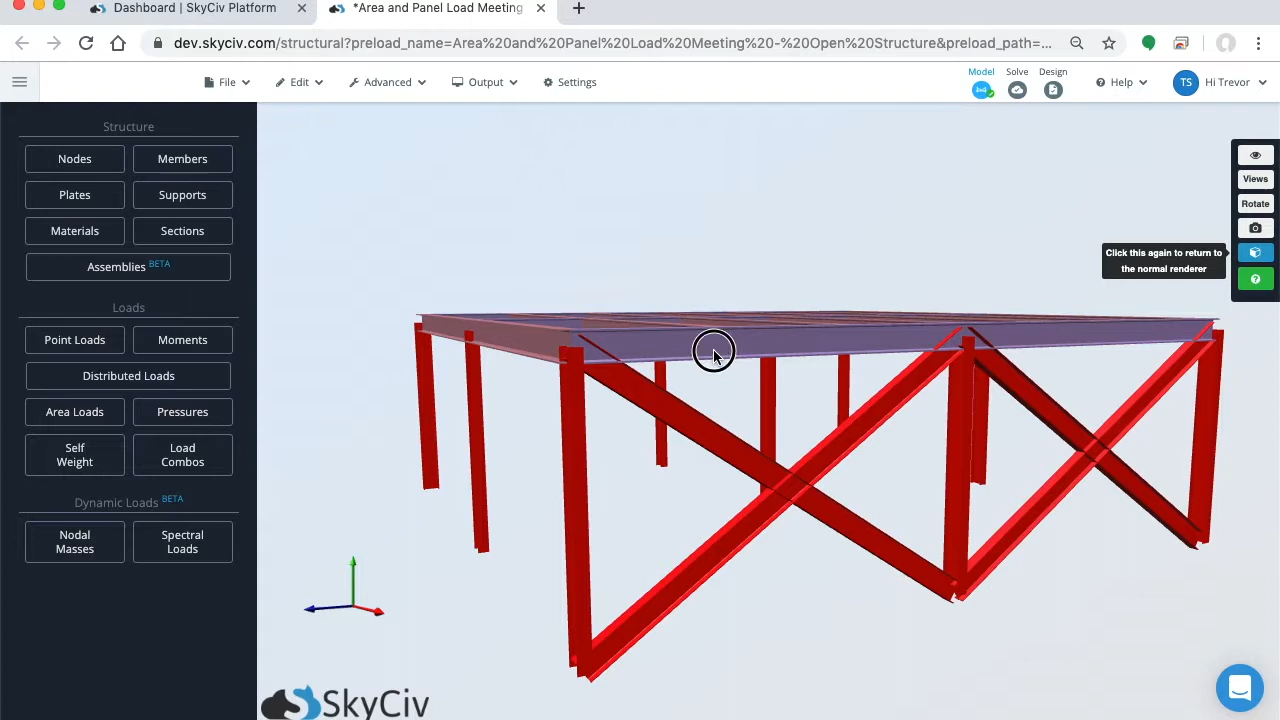 Dashboard | SkyCiv Platform
*Area and Panel Load Meeting
dev.skyciv.com/structural?preload_name=Area%20and%20Panel%20Load%20Meeting%20-%20Open%20Structure&preload_path=...
File
Edit
Advanced
Output
Settings
Model
Solve
Design
Help
TS
Hi Trevor
Structure
Nodes
Members
Plates
Supports
Materials
Sections
Assemblies BETA
Loads
Point Loads
Moments
Distributed Loads
Area Loads
Pressures
Self
Weight
Load
Combos
Dynamic Loads BETA
Nodal
Masses
Spectral
Loads
Views
Rotate
Click this again to return to
the normal renderer
SkyCiv